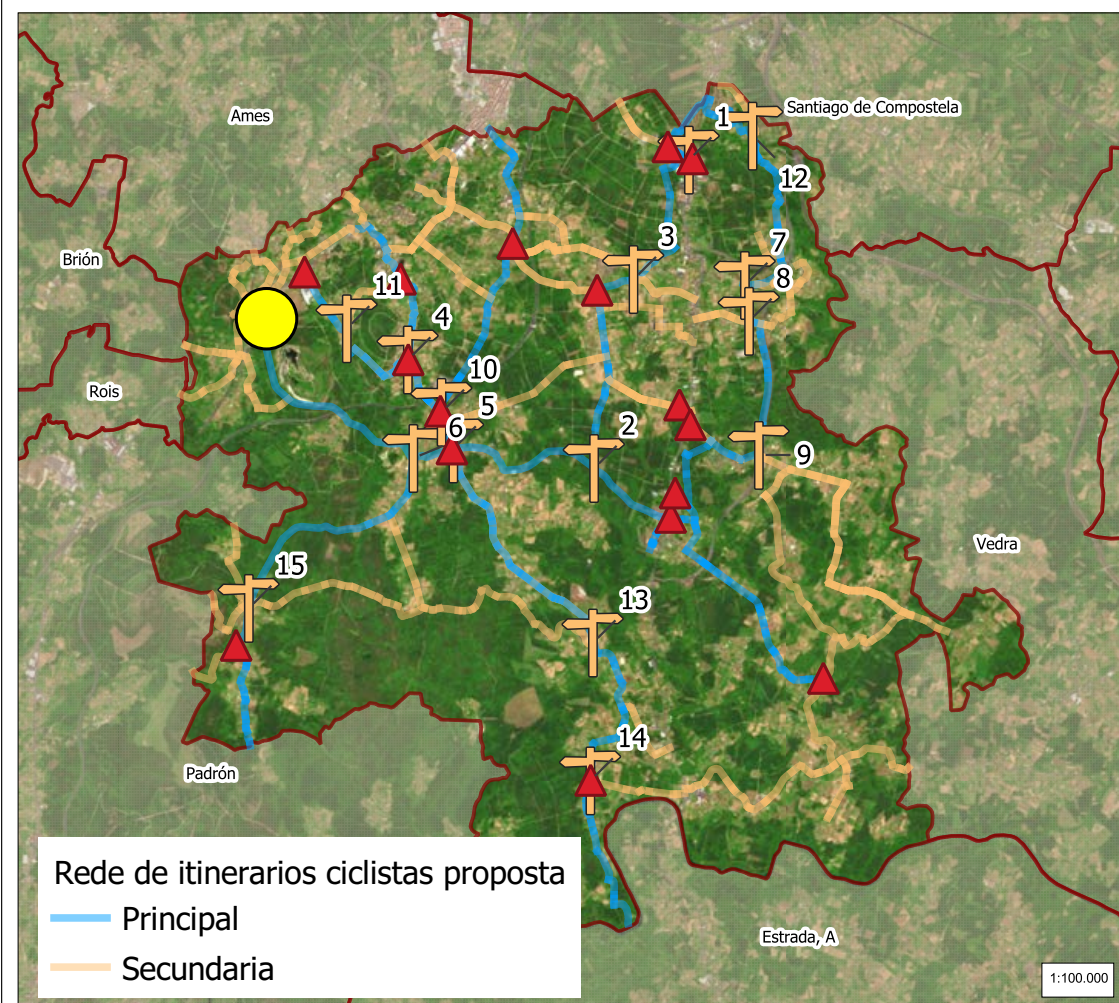 Santiago de Compostela
Ames
1
12
3
7
Brión
8
11
4
10
Rois
5
6
2
9
Vedra
15
13
14
Padrón
Rede de itinerarios ciclistas proposta
Principal
Estrada, A
Secundaria
1:100.000